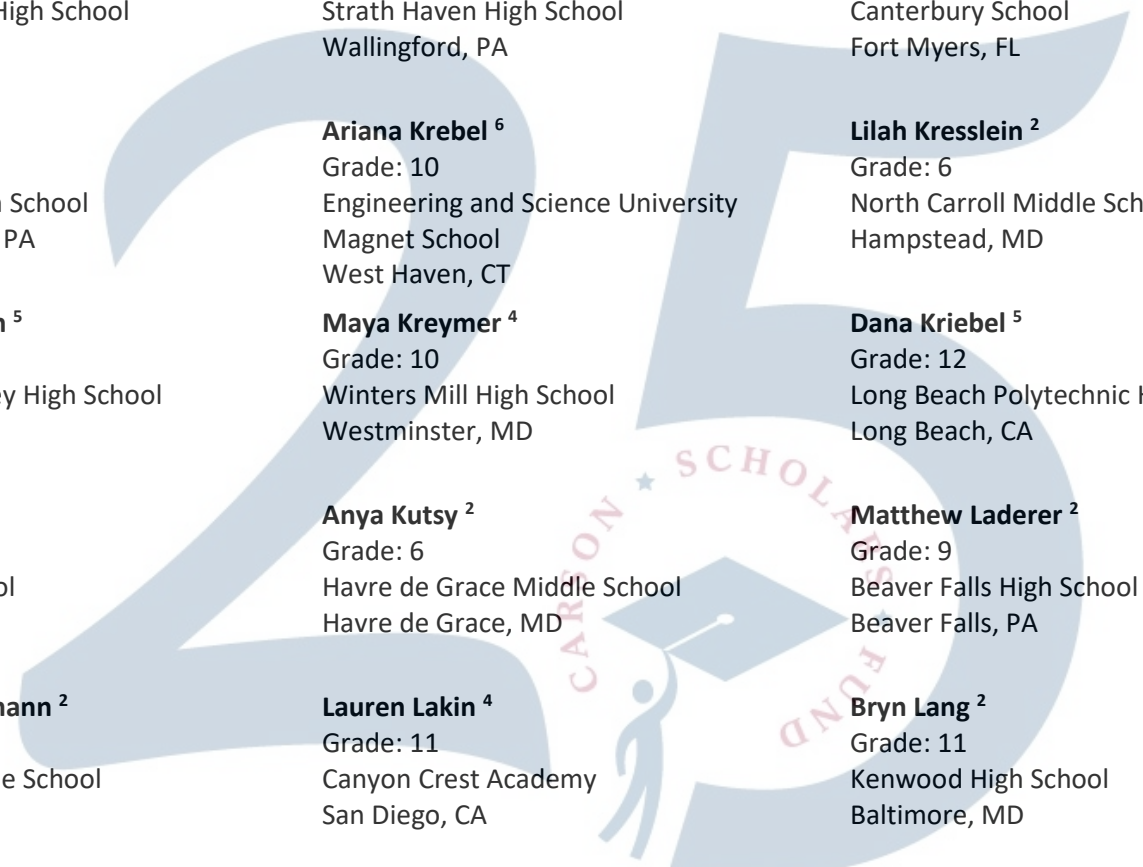 High School
Strath Haven High School
Wallingford, PA
Canterbury School
Fort Myers, FL
School
PA
Ariana Krebel 6
Grade: 10
Engineering and Science University
Magnet School
West Haven, CT
Lilah Kresslein 2
Grade: 6
North Carroll Middle Sch
Hampstead, MD
5
ey High School
Maya Kreymer 4
Grade: 10
Winters Mill High School
Westminster, MD
Dana Kriebel 5
Grade: 12
Long Beach Polytechnic
Long Beach, CA
ol
Anya Kutsy 2
Grade: 6
Havre de Grace Middle School
Havre de Grace, MD
Matthew Laderer 2
Grade: 9
Beaver Falls High School
Beaver Falls, PA
mann 2
e School
Lauren Lakin 4
Grade: 11
Canyon Crest Academy
San Diego, CA
Bryn Lang 2
Grade: 11
Kenwood High School
Baltimore, MD
25
CARSON ★ SCHOLARS ★ FUND